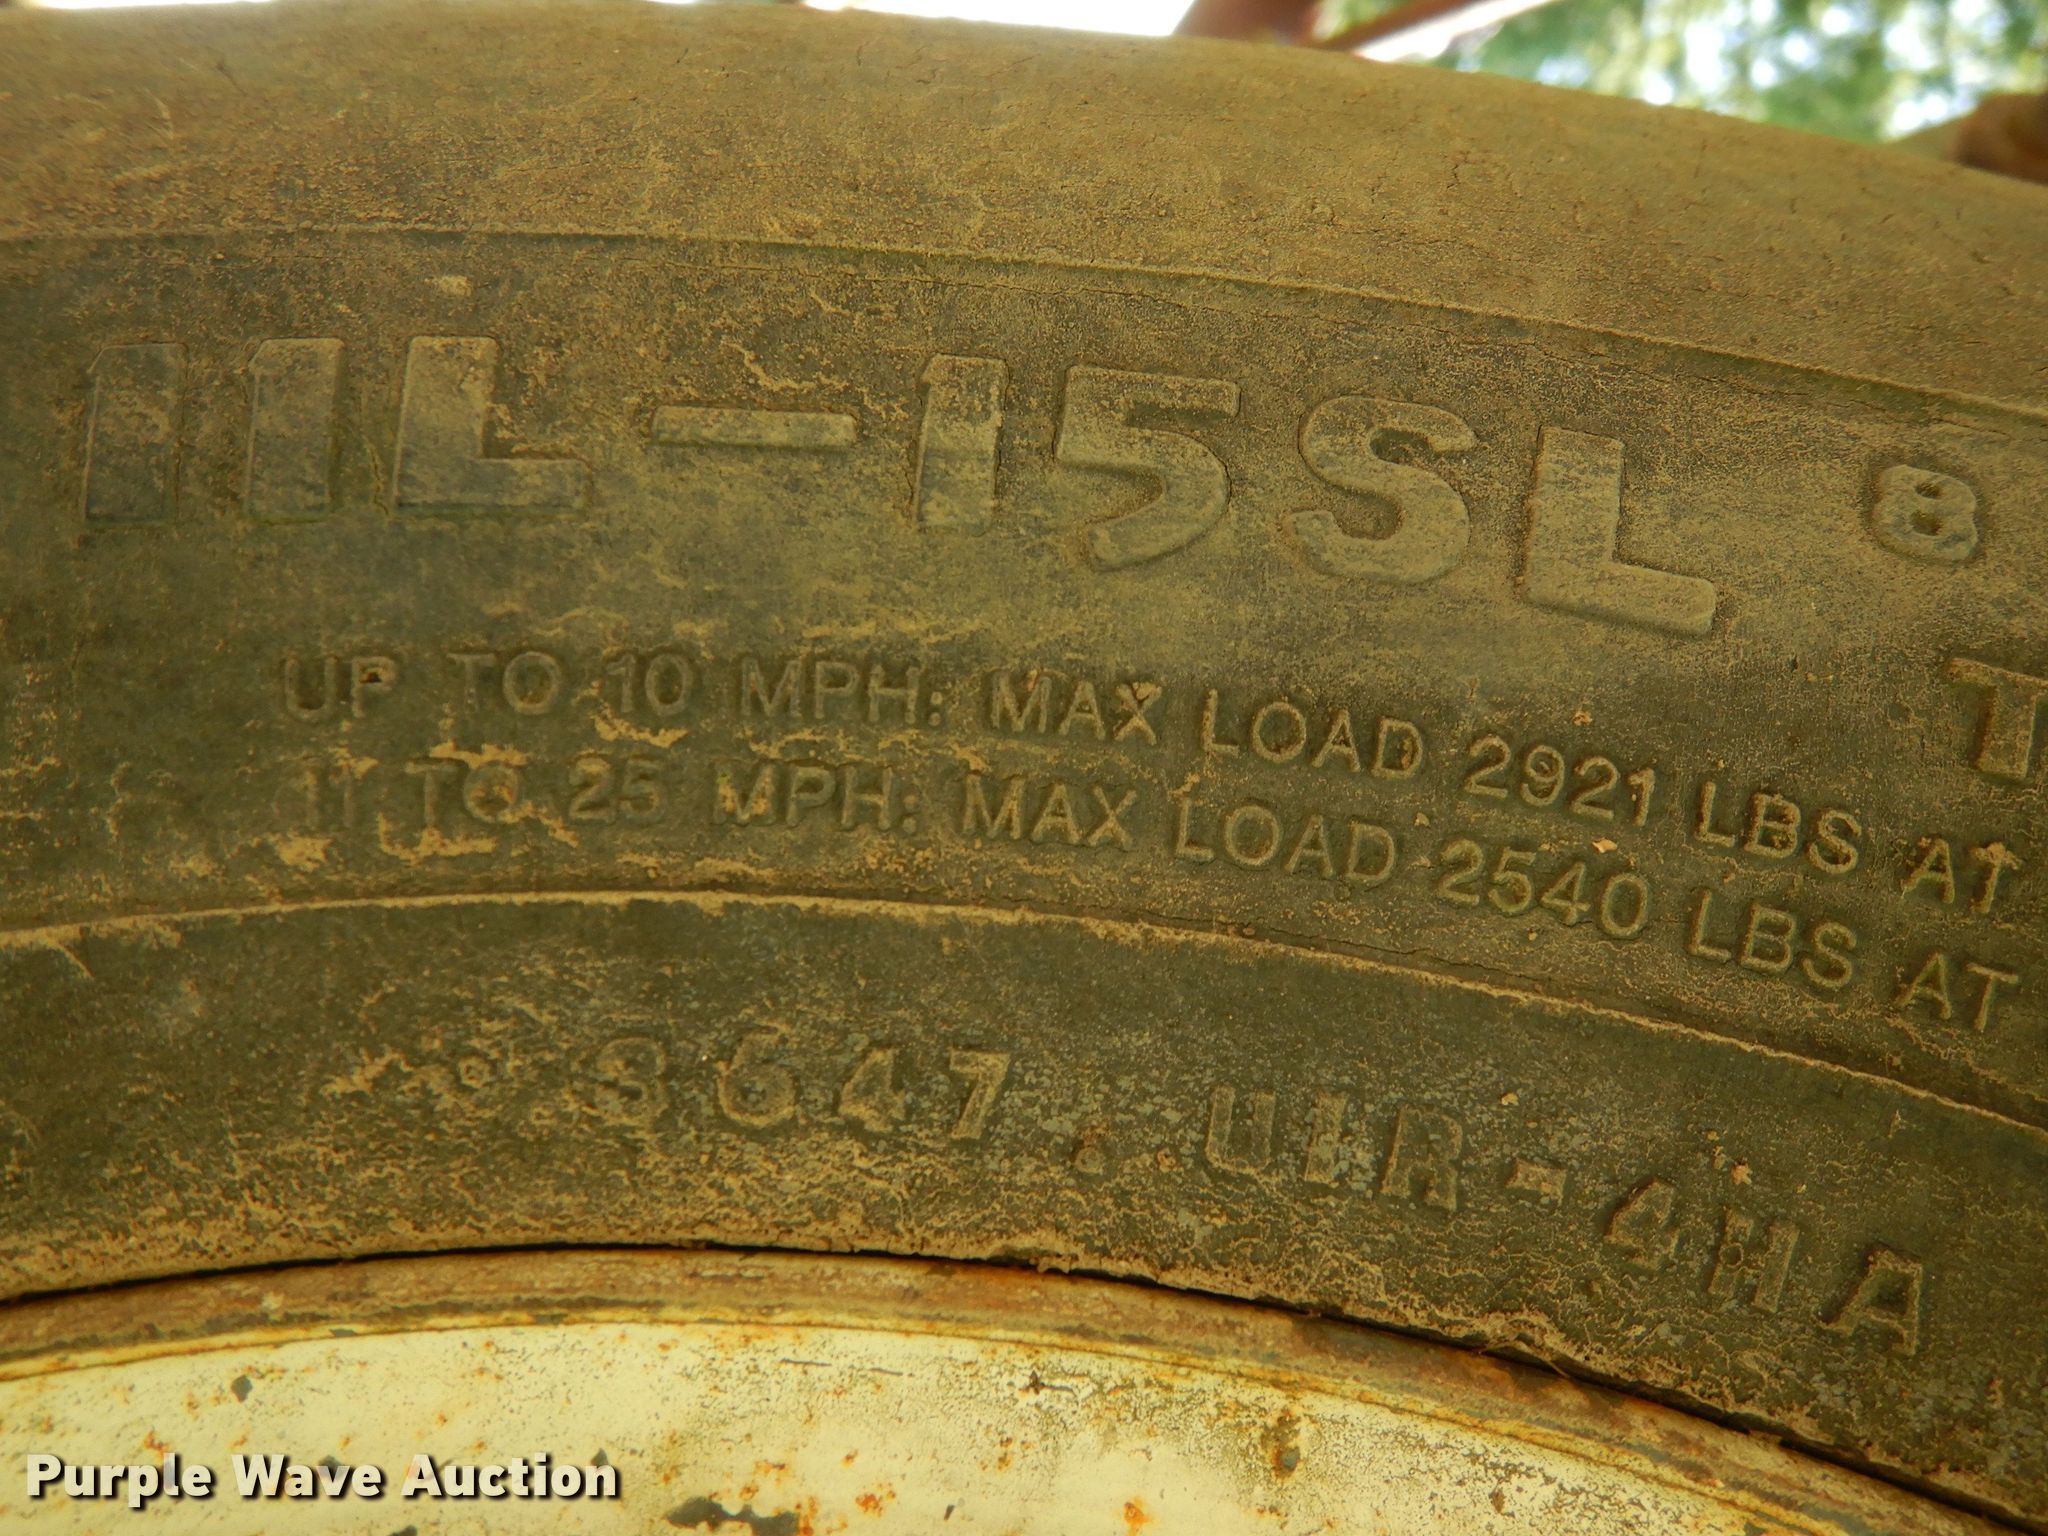 11L-15SL 8
T
UP TO 10 MPH: MAX LOAD 2921 LBS AT
11 TO 25 MPH: MAX LOAD 2540 LBS AT
S647. UIR-4HA
Purple Wave Auction